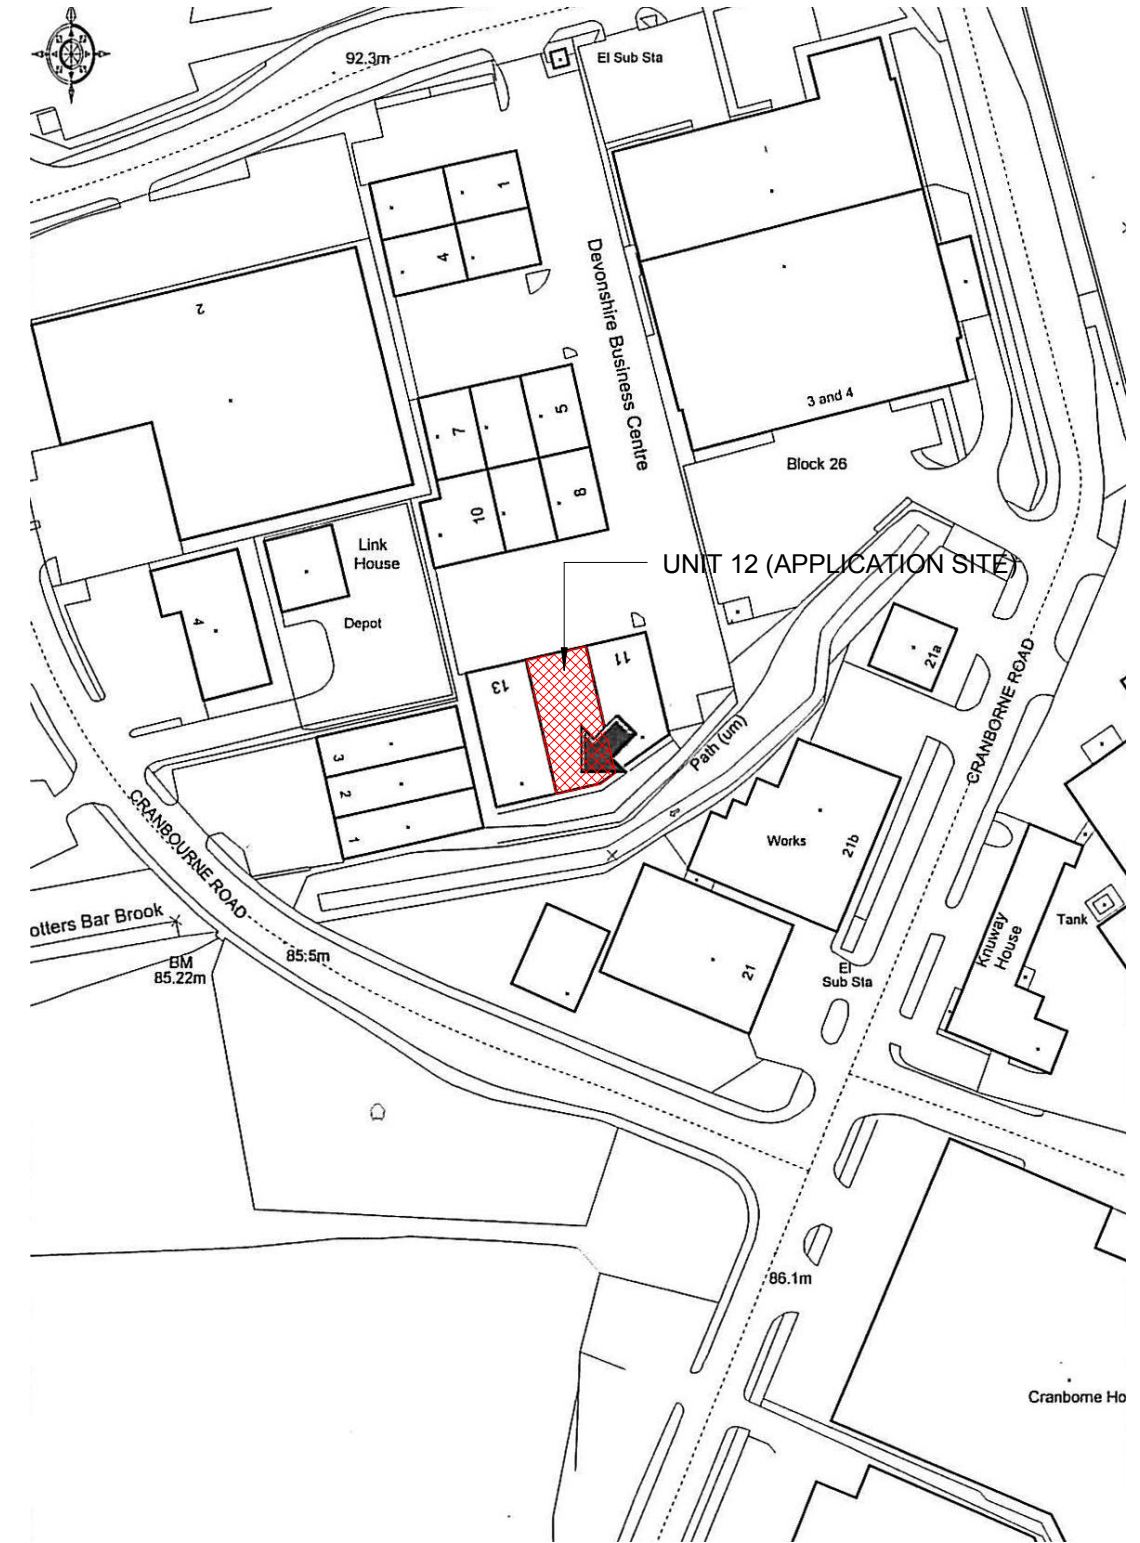 92.3m
El Sub Sta
1
4
2
Devonshire Business Centre
3 and 4
5
7
Block 26
8
10
Link
House
UNIT 12 (APPLICATION SITE)
4
Depot
11
13
21a
CRANBORNE ROAD
Path (um)
3
2
1
CRANBOURNE ROAD
Works
21b
otters Bar Brook
Tank
Knuway
House
BM
85.22m
85.5m
21
El
Sub Sta
86.1m
Cranborne Ho